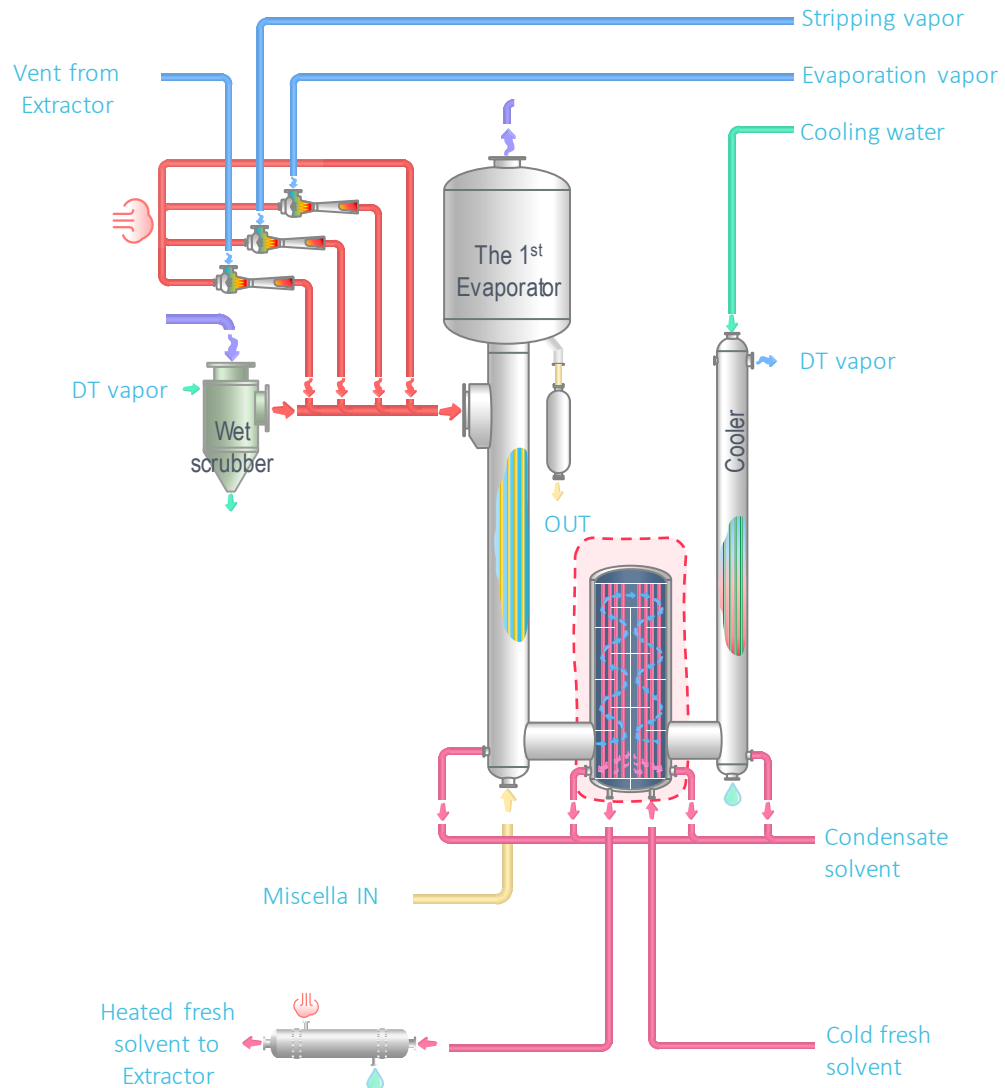 Stripping vapor
Vent from
Extractor
Evaporation vapor
Cooling water
The 1st
Evaporator
DT vapor
DT vapor
Wet
scrubber
Cooler
OUT
Condensate
solvent
Miscella IN
Heated fresh
solvent to
Extractor
Cold fresh
solvent